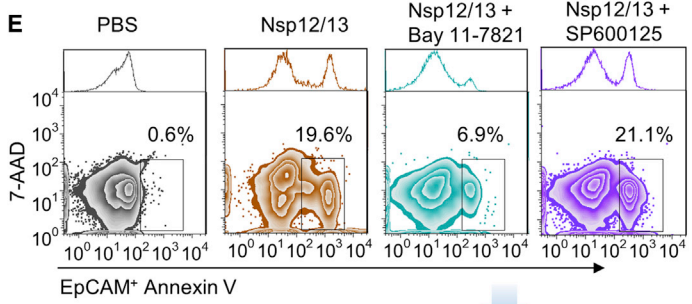 E
PBS
Nsp12/13
Nsp12/13 +
Bay 11-7821
Nsp12/13 +
SP600125
7-AAD
10⁴
10³
10²
10¹
10⁰
0.6%
19.6%
6.9%
21.1%
10⁰ 10¹ 10² 10³ 10⁴
10⁰ 10¹ 10² 10³ 10⁴
10⁰ 10¹ 10² 10³ 10⁴
10⁰ 10¹ 10² 10³ 10⁴
EpCAM⁺ Annexin V